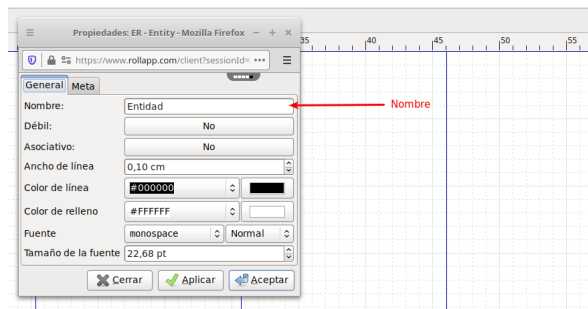 Propiedades: ER - Entity - Mozilla Firefox
https://www.rollapp.com/client?sessionId=
General Meta
Nombre: Entidad
Nombre
Débil: No
Asociativo: No
Ancho de línea 0,10 cm
Color de línea #000000
Color de relleno #FFFFFF
Fuente monospace Normal
Tamaño de la fuente 22,68 pt
Cerrar Aplicar Aceptar
35 40 45 50 55